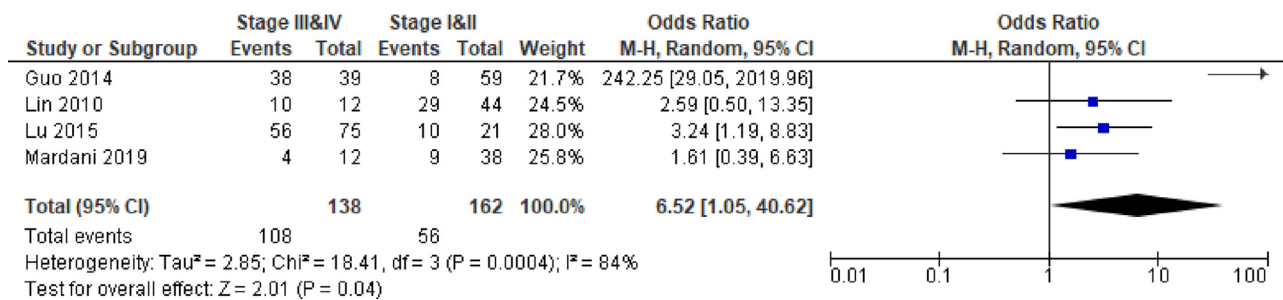 Stage III&IV Stage I&II Odds Ratio Odds Ratio
Study or Subgroup Events Total Events Total Weight M-H, Random, 95% CI M-H, Random, 95% CI
Guo 2014 38 39 8 59 21.7% 242.25 [29.05, 2019.96]
Lin 2010 10 12 29 44 24.5% 2.59 [0.50, 13.35]
Lu 2015 56 75 10 21 28.0% 3.24 [1.19, 8.83]
Mardani 2019 4 12 9 38 25.8% 1.61 [0.39, 6.63]
Total (95% CI) 138 162 100.0% 6.52 [1.05, 40.62]
Total events 108 56
Heterogeneity: Tau² = 2.85; Chi² = 18.41, df = 3 (P = 0.0004); I² = 84%
Test for overall effect: Z = 2.01 (P = 0.04)
0.01 0.1 1 10 100